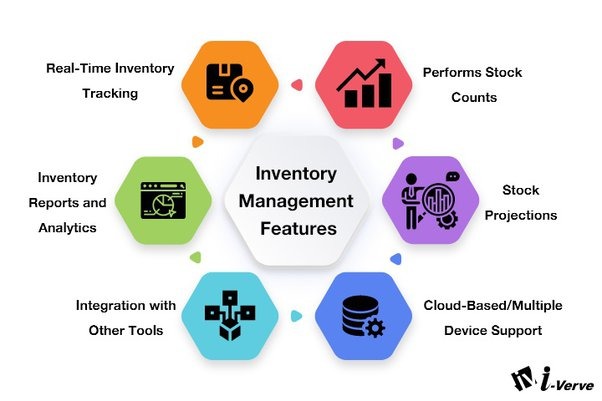 Real-Time Inventory
Tracking
Performs Stock
Counts
Inventory
Reports and
Analytics
Inventory
Management
Features
Stock
Projections
Integration with
Other Tools
Cloud-Based/Multiple
Device Support
i-Verve